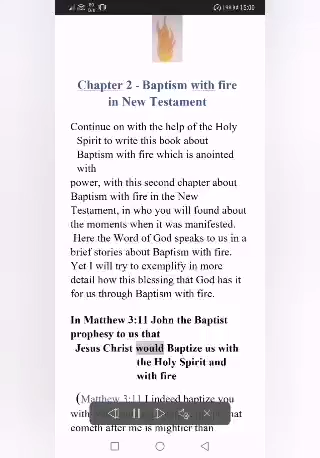 15:00
Chapter 2 - Baptism with fire
in New Testament
Continue on with the help of the Holy
Spirit to write this book about
Baptism with fire which is anointed
with
power, with this second chapter about
Baptism with fire in the New
Testament, in who you will found about
the moments when it was manifested.
Here the Word of God speaks to us in a
brief stories about Baptism with fire.
Yet I will try to exemplify in more
detail how this blessing that God has it
for us through Baptism with fire.
In Matthew 3:11 John the Baptist
prophesy to us that
Jesus Christ would Baptize us with
the Holy Spirit and
with fire
(Matthew 3:11 I indeed baptize you
with
cometh after me is mightier than